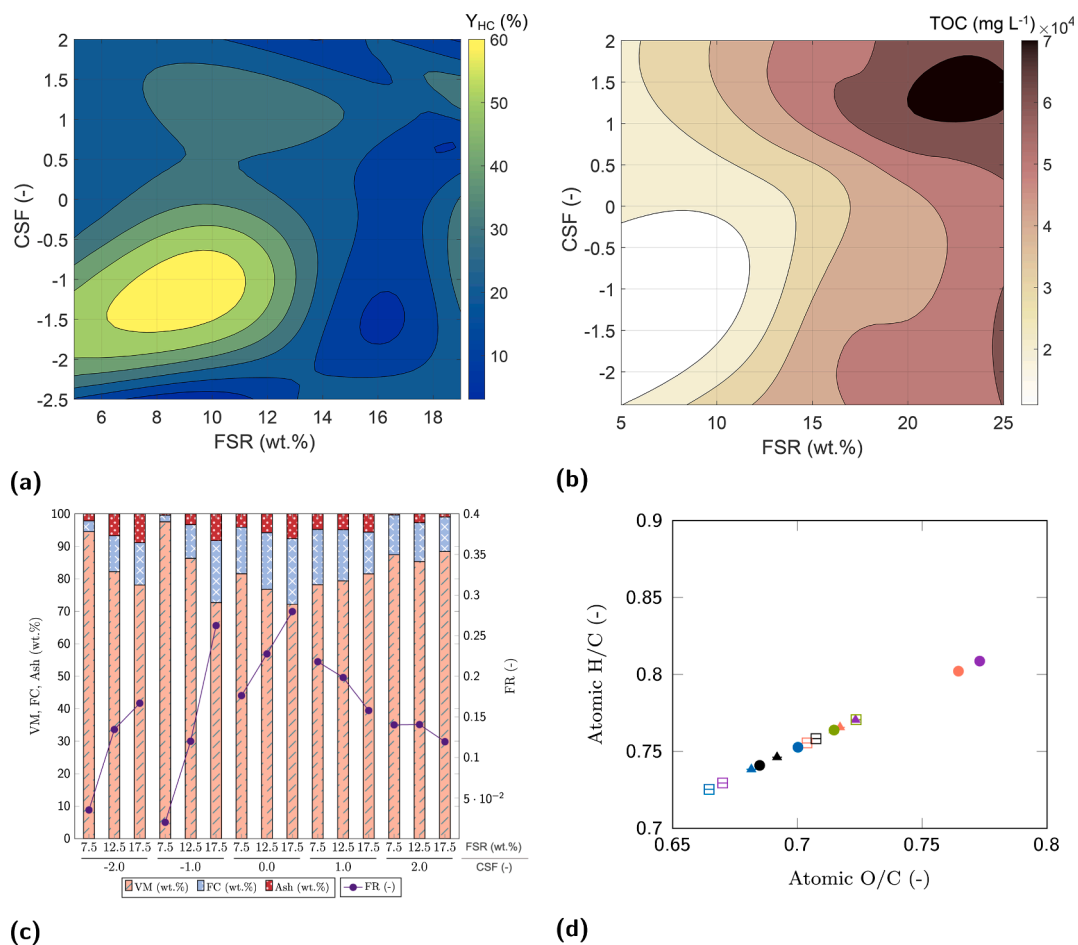 (a)
Y_HC (%)
2
1.5
1
0.5
0
-0.5
-1
-1.5
-2
-2.5
CSF (-)
6 8 10 12 14 16 18
FSR (wt.%)
60
50
40
30
20
10
(b)
TOC (mg L⁻¹) ×10⁴
2
1.5
1
0.5
0
-0.5
-1
-1.5
-2
CSF (-)
5 10 15 20 25
FSR (wt.%)
7
6
5
4
3
2
(c)
100
90
80
70
60
50
40
30
20
10
0
VM, FC, Ash (wt.%)
0.4
0.35
0.3
0.25
0.2
0.15
0.1
5 · 10⁻²
0
FR (-)
7.5 12.5 17.5 7.5 12.5 17.5 7.5 12.5 17.5 7.5 12.5 17.5 7.5 12.5 17.5 FSR (wt.%)
-2.0 -1.0 0.0 1.0 2.0 CSF (-)
VM (wt.%) FC (wt.%) Ash (wt.%) FR (-)
(d)
0.9
0.85
0.8
0.75
0.7
Atomic H/C (-)
0.65 0.7 0.75 0.8
Atomic O/C (-)